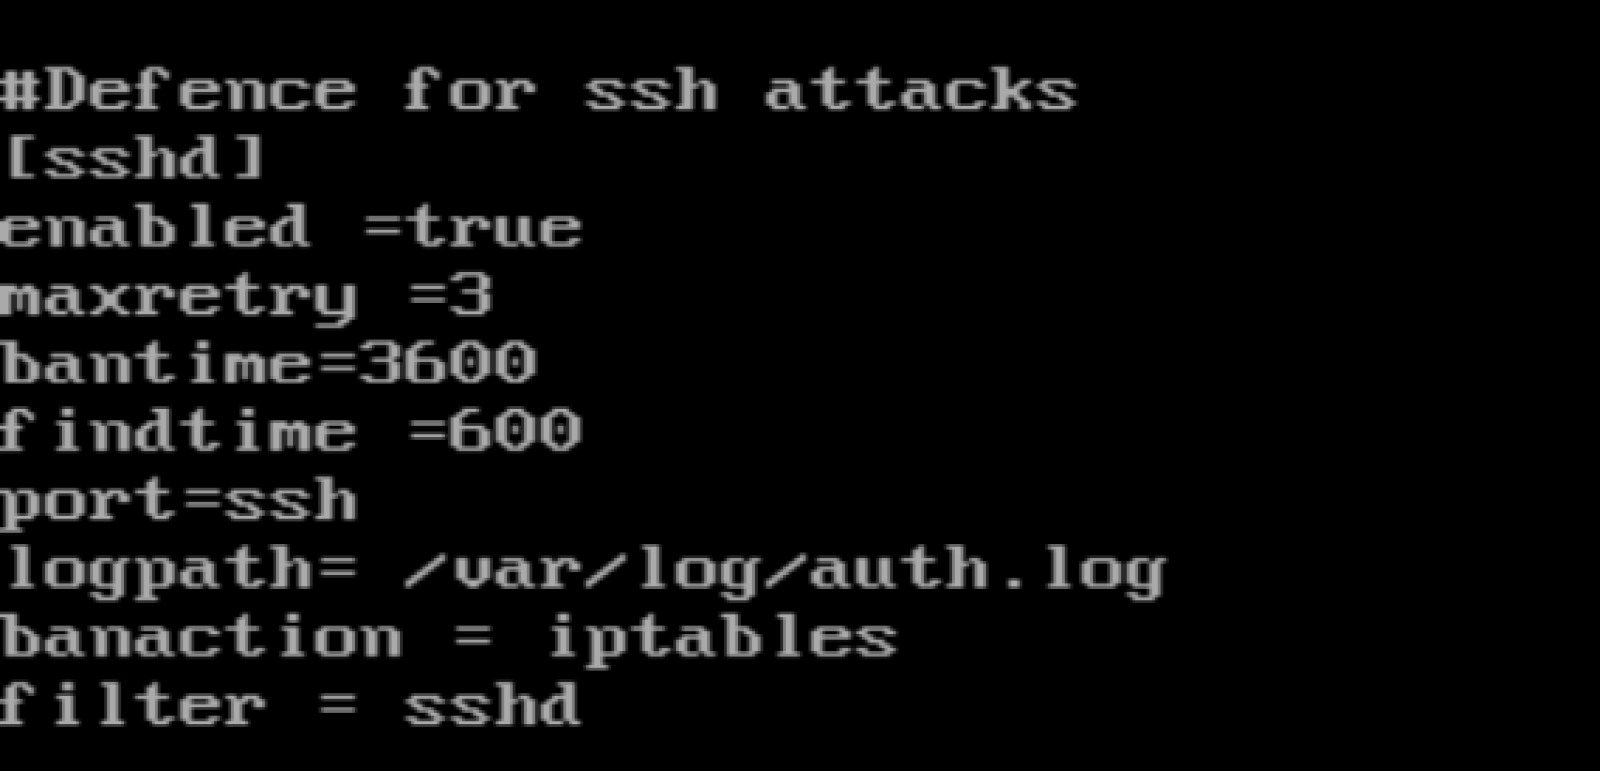 #Defence for ssh attacks
[sshd]
enabled =true
maxretry =3
bantime=3600
findtime =600
port=ssh
logpath= /var/log/auth.log
banaction = iptables
filter = sshd